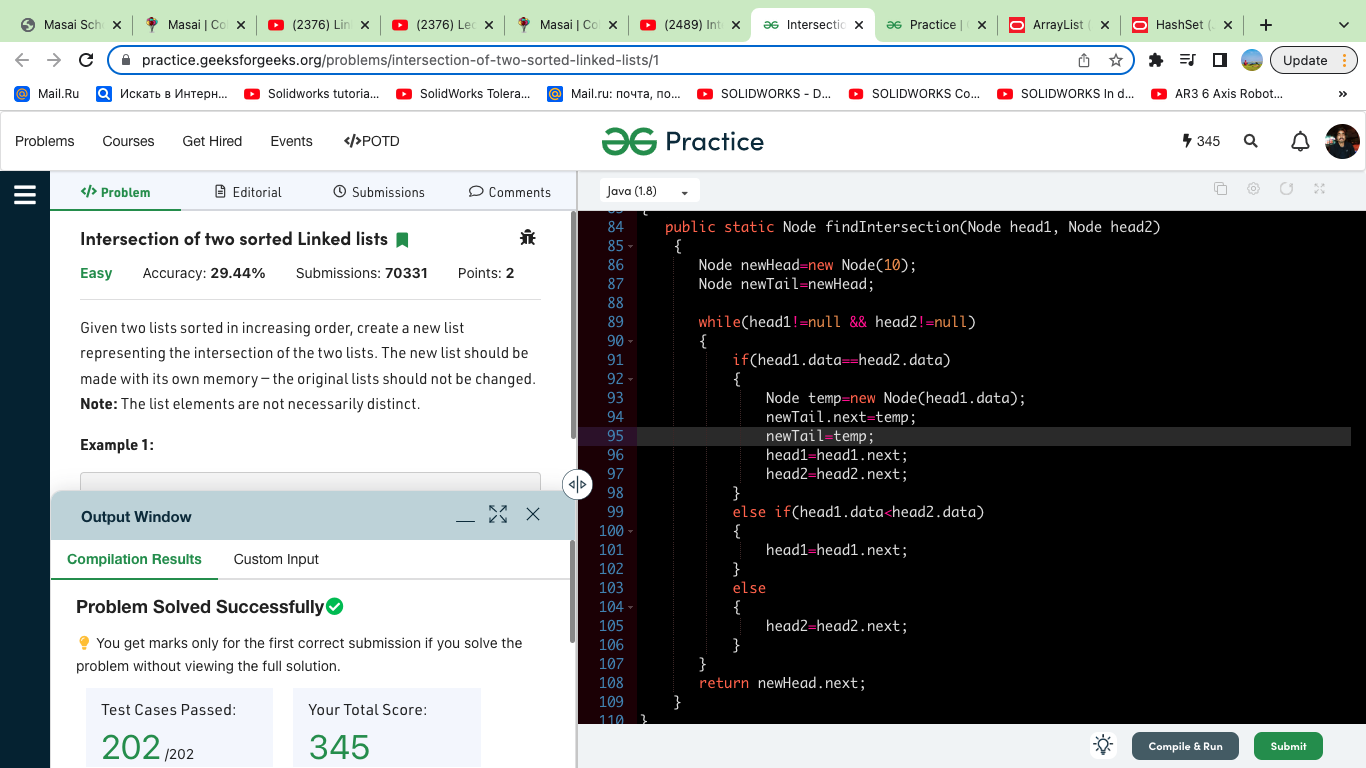 Masai Sch
Masai | Co
(2376) Lin
(2376) Lec
Masai | Co
(2489) Int
Intersectio
Practice | 
ArrayList (
HashSet (
practice.geeksforgeeks.org/problems/intersection-of-two-sorted-linked-lists/1
Update
Mail.Ru
Искать в Интерн...
Solidworks tutoria...
SolidWorks Tolera...
Mail.ru: почта, по...
SOLIDWORKS - D...
SOLIDWORKS Co...
SOLIDWORKS In d...
AR3 6 Axis Robot...
»
Problems
Courses
Get Hired
Events
</>POTD
Practice
345
</> Problem
Editorial
Submissions
Comments
Java (1.8)
Intersection of two sorted Linked lists
Easy
Accuracy: 29.44%
Submissions: 70331
Points: 2
Given two lists sorted in increasing order, create a new list
representing the intersection of the two lists. The new list should be
made with its own memory — the original lists should not be changed.
Note: The list elements are not necessarily distinct.
Example 1:
Output Window
Compilation Results
Custom Input
Problem Solved Successfully
You get marks only for the first correct submission if you solve the
problem without viewing the full solution.
Test Cases Passed:
202 /202
Your Total Score:
345
83 {
84 public static Node findIntersection(Node head1, Node head2)
85 {
86 Node newHead=new Node(10);
87 Node newTail=newHead;
88
89 while(head1!=null && head2!=null)
90 {
91 if(head1.data==head2.data)
92 {
93 Node temp=new Node(head1.data);
94 newTail.next=temp;
95 newTail=temp;
96 head1=head1.next;
97 head2=head2.next;
98 }
99 else if(head1.data<head2.data)
100 {
101 head1=head1.next;
102 }
103 else
104 {
105 head2=head2.next;
106 }
107 }
108 return newHead.next;
109 }
110 }
Compile & Run
Submit